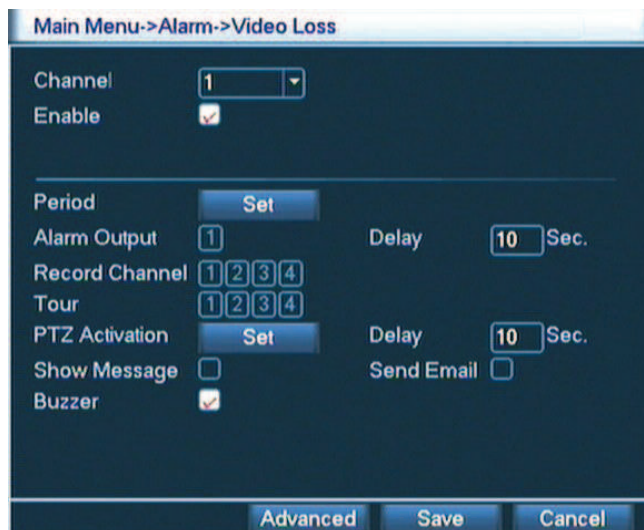 Main Menu->Alarm->Video Loss
Channel 1
Enable
Period Set
Alarm Output 1 Delay 10 Sec.
Record Channel 1 2 3 4
Tour 1 2 3 4
PTZ Activation Set Delay 10 Sec.
Show Message Send Email
Buzzer
Advanced Save Cancel